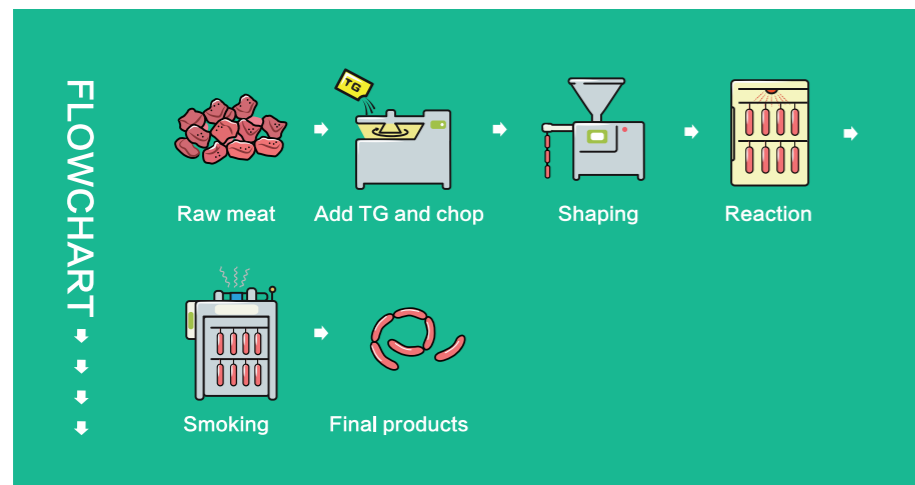 FLOWCHART
TG
Raw meat
Add TG and chop
Shaping
Reaction
Smoking
Final products